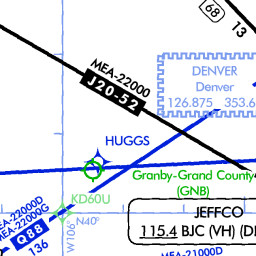 68
13
MEA-22000
J20-52
DENVER
Denver
126.875 353.6
HUGGS
Granby-Grand County
(GNB)
KD60U
N40°
W106°
MEA-22000D
MEA-22000G
Q88
136
JEFFCO
115.4 BJC (VH) (D
MEA-21000D